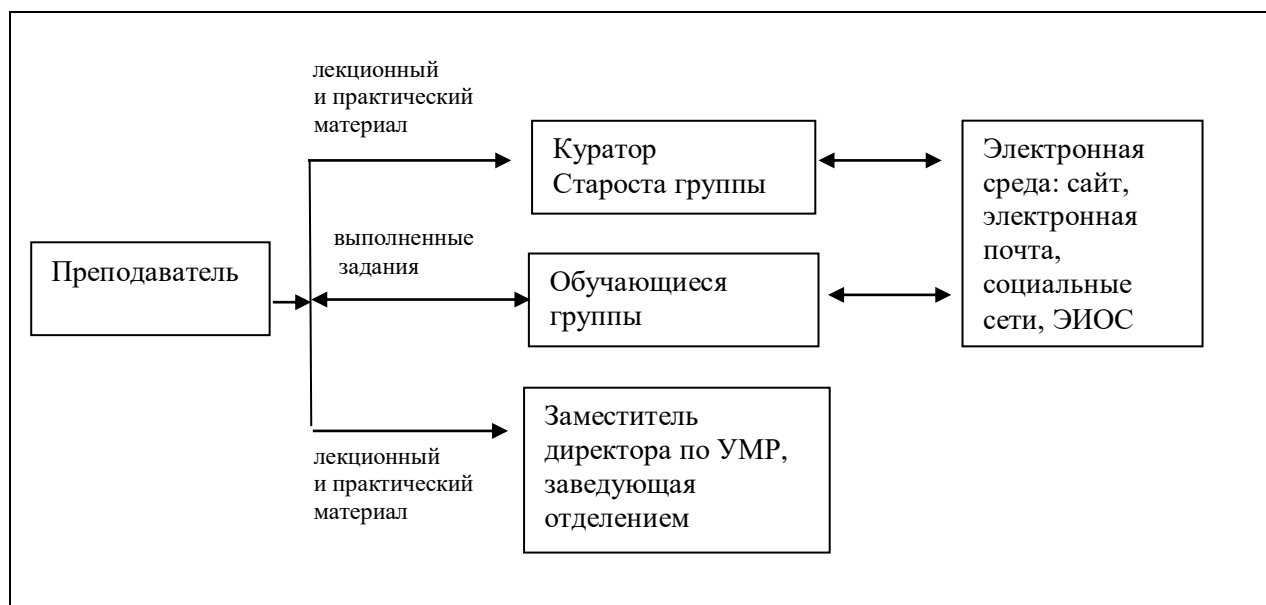 лекционный
и практический
материал
Куратор
Староста группы
Электронная
среда: сайт,
электронная
почта,
социальные
сети, ЭИОС
Преподаватель
выполненные
задания
Обучающиеся
группы
лекционный
и практический
материал
Заместитель
директора по УМР,
заведующая
отделением